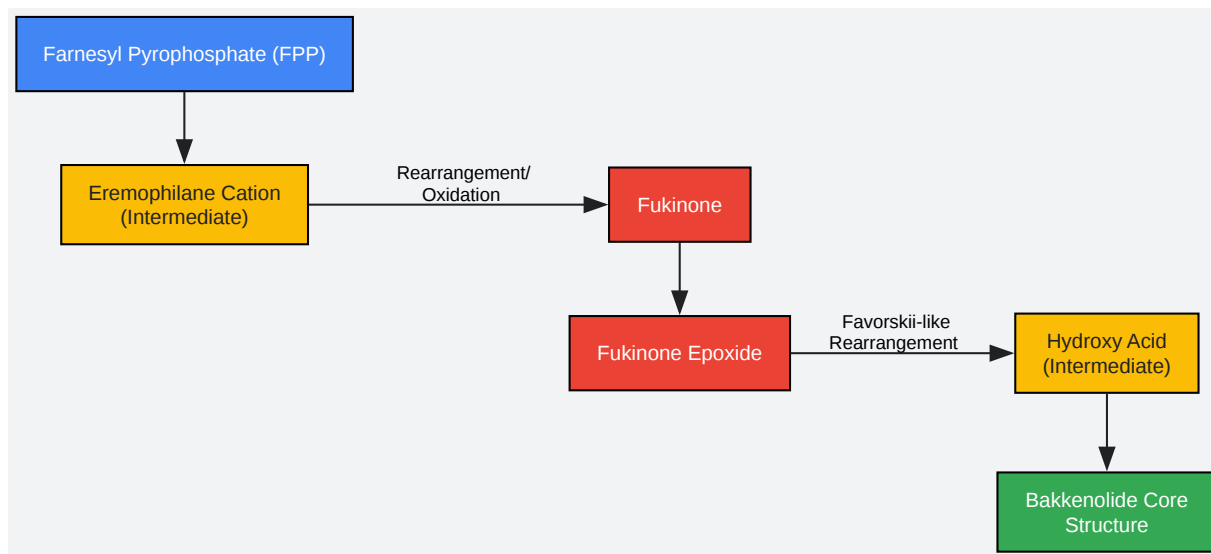 Farnesyl Pyrophosphate (FPP)
Eremophilane Cation
(Intermediate)
Rearrangement/
Oxidation
Fukinone
Fukinone Epoxide
Favorskii-like
Rearrangement
Hydroxy Acid
(Intermediate)
Bakkenolide Core
Structure